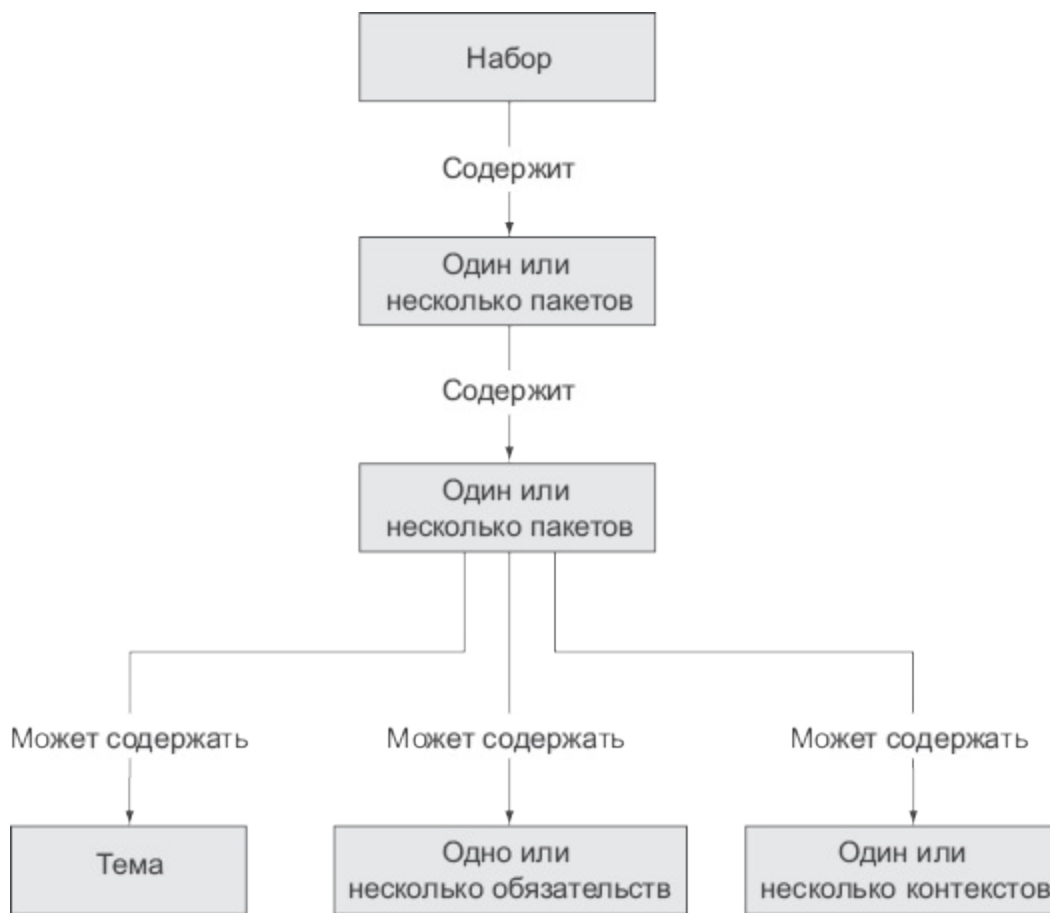 Набор
Содержит
Один или
несколько пакетов
Содержит
Один или
несколько пакетов
Может содержать
Может содержать
Может содержать
Тема
Одно или
несколько обязательств
Один или
несколько контекстов